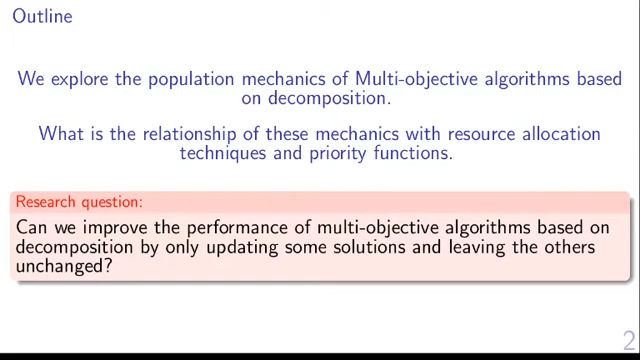 Outline
We explore the population mechanics of Multi-objective algorithms based
on decomposition.
What is the relationship of these mechanics with resource allocation
techniques and priority functions.
Research question:
Can we improve the performance of multi-objective algorithms based on
decomposition by only updating some solutions and leaving the others
unchanged?
2